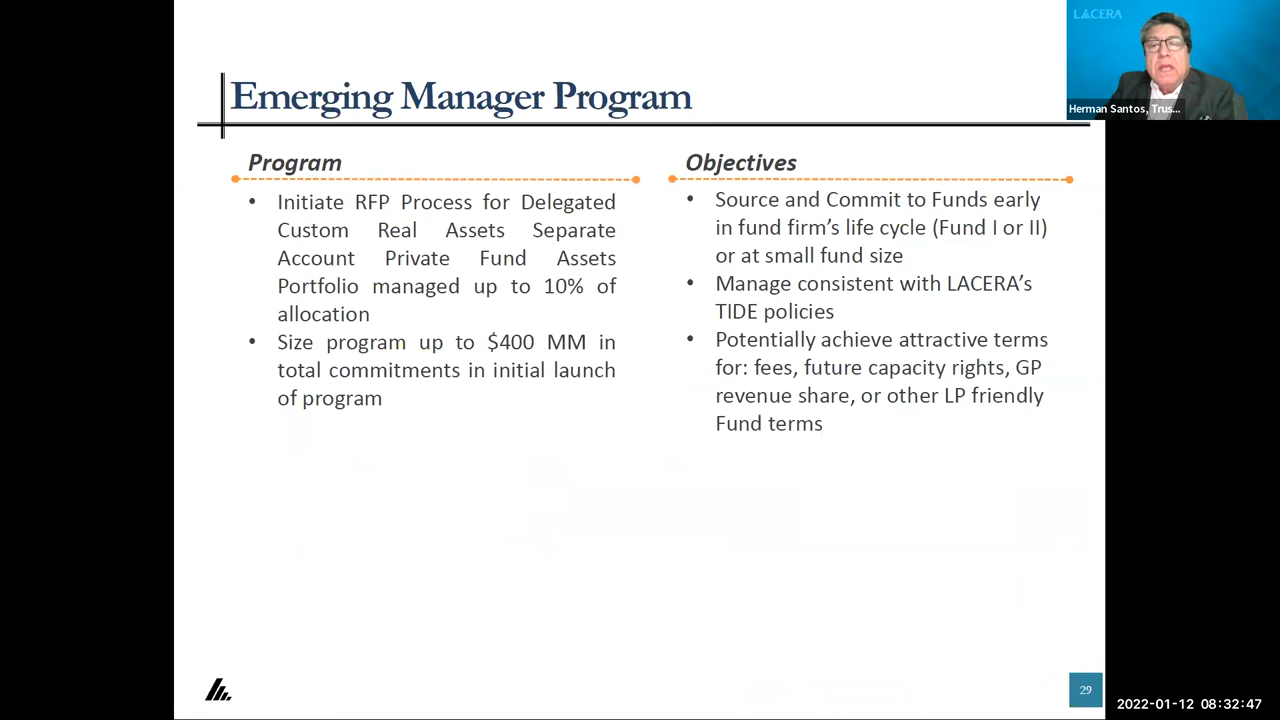 LACERA
Herman Santos, Trus...
Emerging Manager Program
Program
• Initiate RFP Process for Delegated
Custom Real Assets Separate
Account Private Fund Assets
Portfolio managed up to 10% of
allocation
• Size program up to $400 MM in
total commitments in initial launch
of program
Objectives
• Source and Commit to Funds early
in fund firm's life cycle (Fund I or II)
or at small fund size
• Manage consistent with LACERA's
TIDE policies
• Potentially achieve attractive terms
for: fees, future capacity rights, GP
revenue share, or other LP friendly
Fund terms
29
2022-01-12 08:32:47